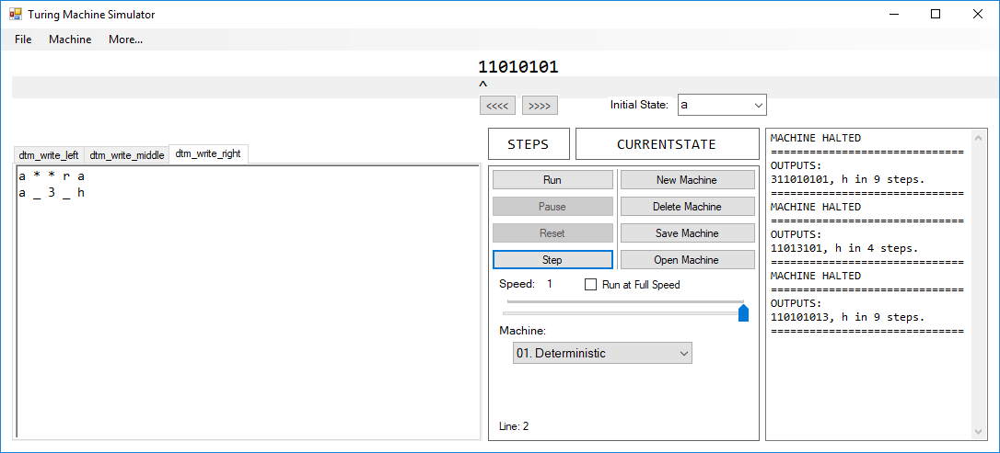 Turing Machine Simulator
File Machine More...
11010101
^
<<<< >>>> Initial State: a
dtm_write_left dtm_write_middle dtm_write_right
a * * r a
a _ 3 _ h
STEPS CURRENTSTATE
Run New Machine
Pause Delete Machine
Reset Save Machine
Step Open Machine
Speed: 1 Run at Full Speed
Machine:
01. Deterministic
Line: 2
MACHINE HALTED
==============================
OUTPUTS:
311010101, h in 9 steps.
==============================
MACHINE HALTED
==============================
OUTPUTS:
11013101, h in 4 steps.
==============================
MACHINE HALTED
==============================
OUTPUTS:
110101013, h in 9 steps.
==============================